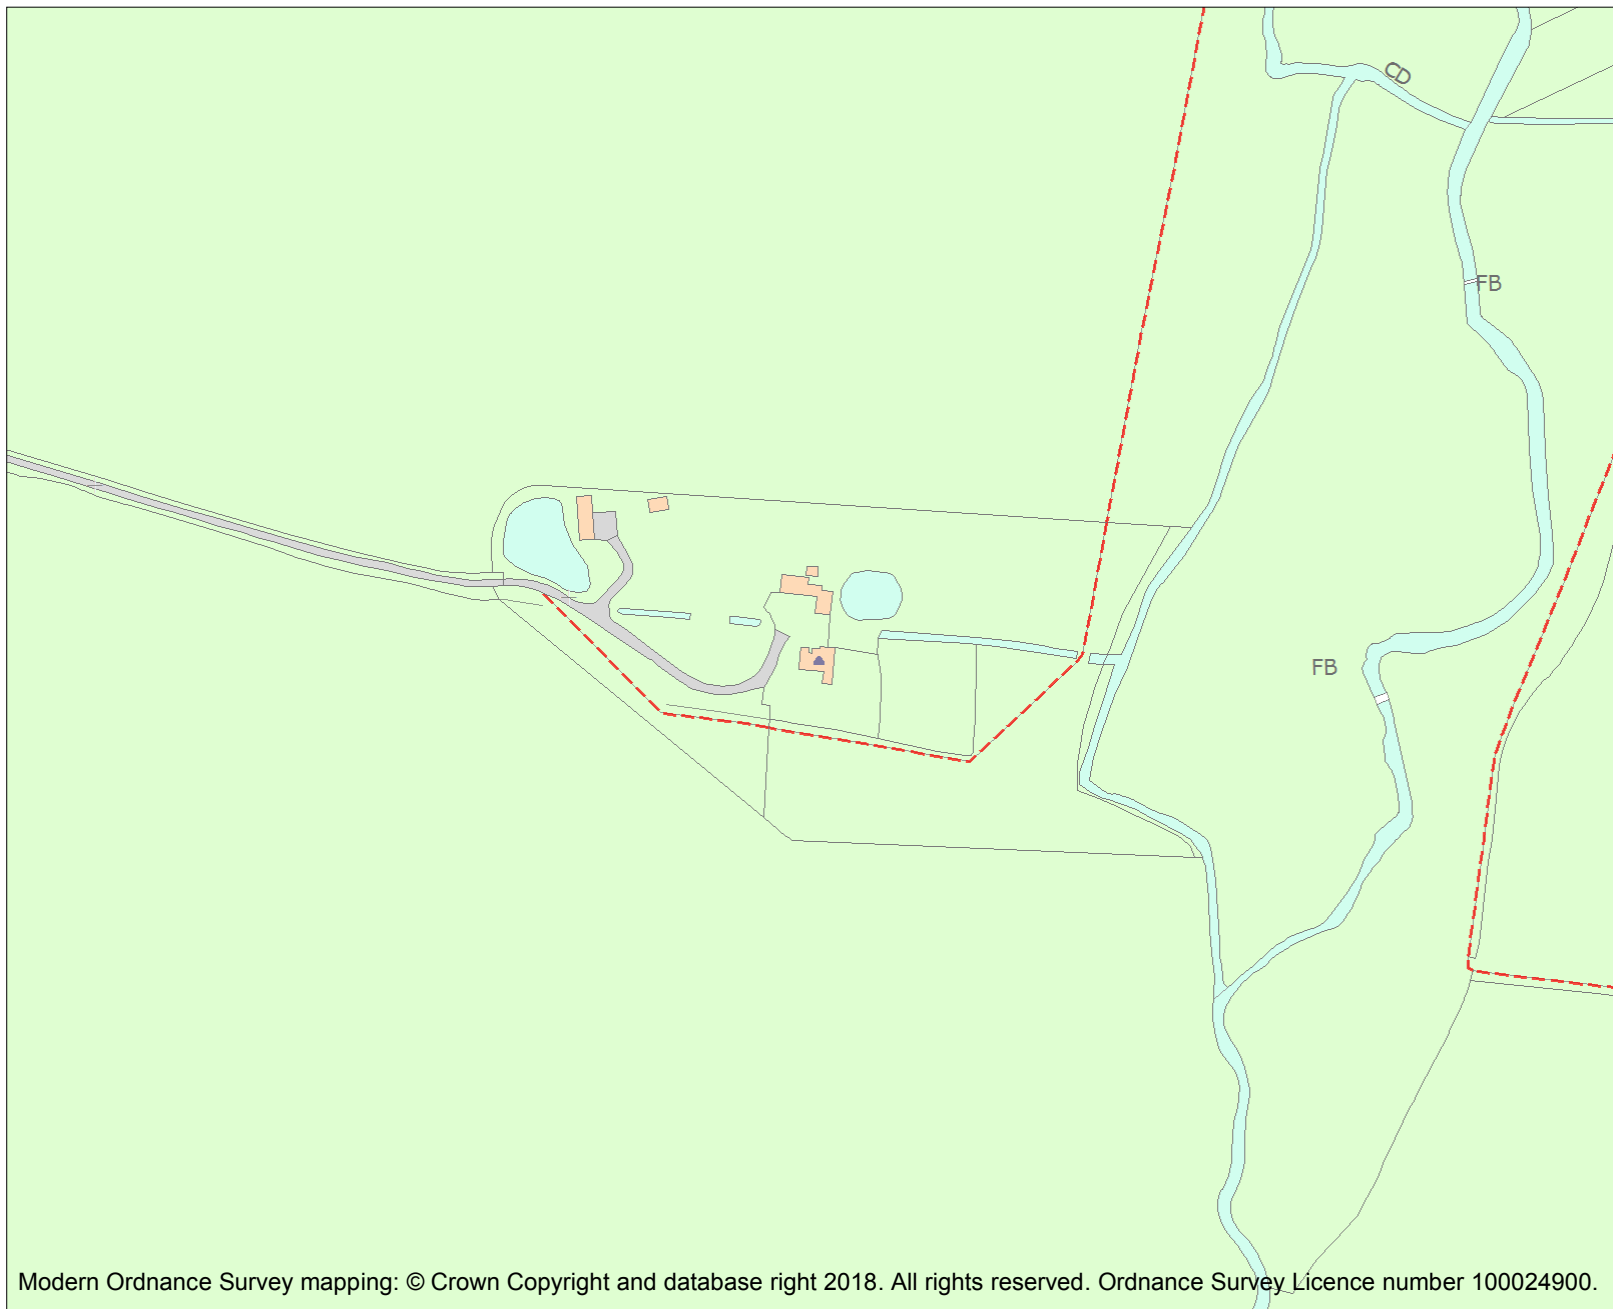 CD
FB
FB
Modern Ordnance Survey mapping: © Crown Copyright and database right 2018. All rights reserved. Ordnance Survey Licence number 100024900.